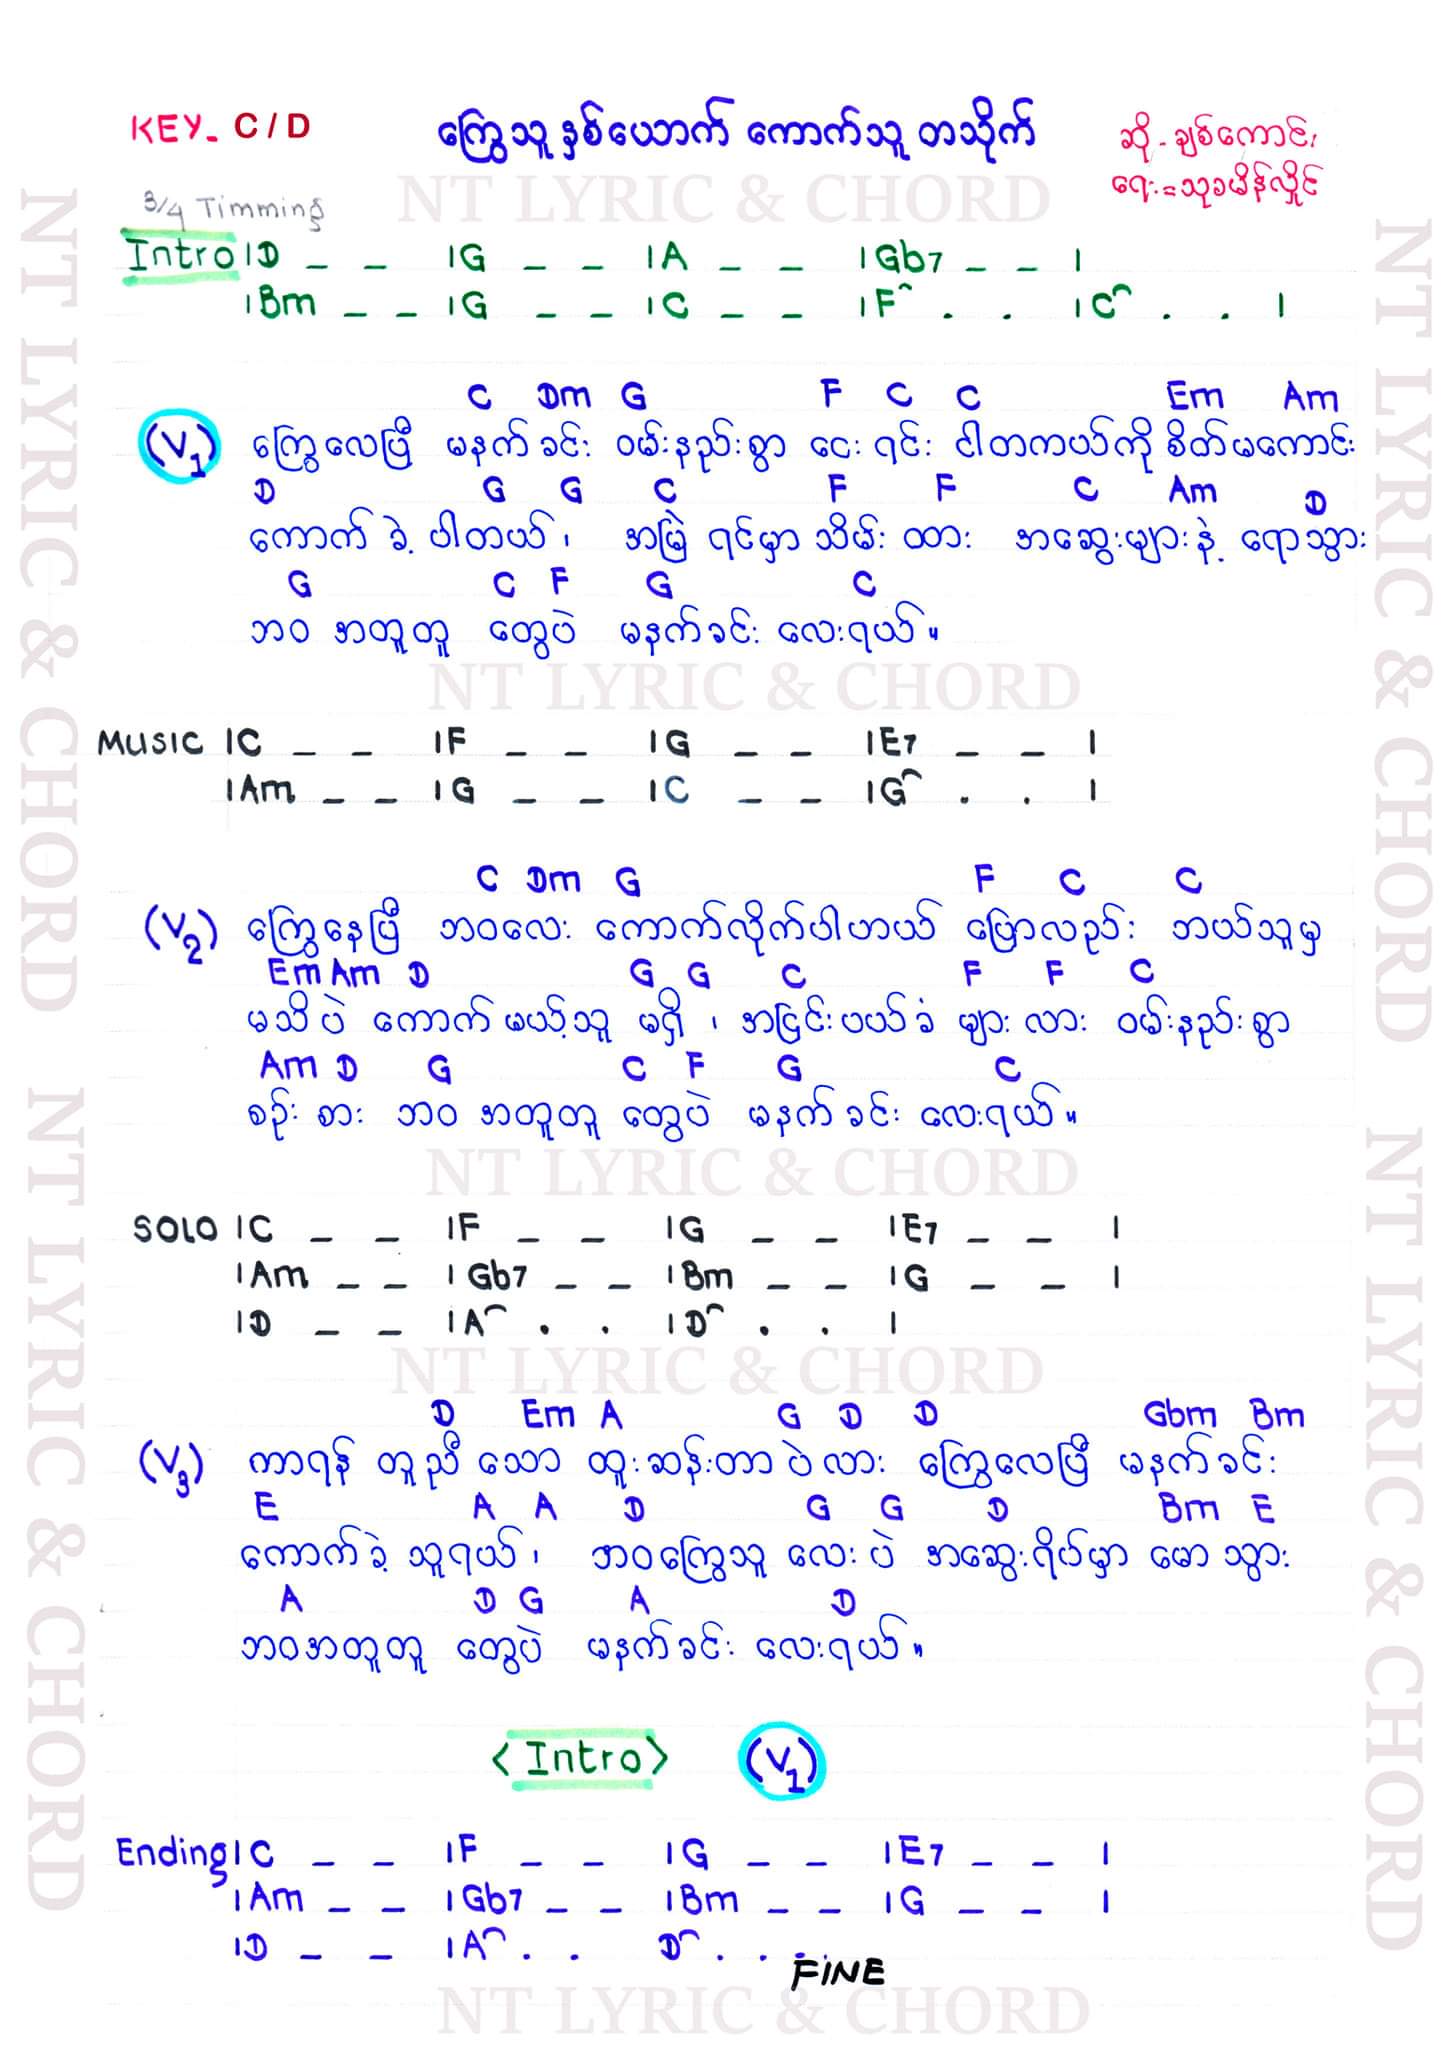 KEY- C / D ကြွေသူ နှစ်ယောက် ကောက်သူ တသိုက် ဆို - ချစ်ကောင်း
ရေး = သုခမိန်လှိုင်
NT LYRIC & CHORD
3/4 Timming
Intro |D _ _ |G _ _ |A _ _ |Gb7 _ _ |
|Bm _ _ |G _ _ |C _ _ |F^ . . |C^ . . |
C Dm G F C C Em Am
(V1) ကြွေလေပြီ မနက်ခင်း ဝမ်းနည်းစွာ ငေးရင်း ငါတကယ်ကို စိတ်မကောင်း
D G G C F F C Am D
ကောက်ခဲ့ ပါတယ်၊ အမြဲ ရင်မှာ သိမ်းထား အဆွေးများနဲ့ ရောသွား
G C F G C
ဘဝ အတူတူ တွေပဲ မနက်ခင်း လေးရယ်။
NT LYRIC & CHORD
MUSIC |C _ _ |F _ _ |G _ _ |E7 _ _ |
|Am _ _ |G _ _ |C _ _ |G^ . . |
C Dm G F C C
(V2) ကြွေနေပြီ ဘဝလေး ကောက်လိုက်ပါဟယ် ပြောလည်း ဘယ်သူမှ
Em Am D G G C F F C
မသိပဲ ကောက်မယ့်သူ မရှိ ၊ အငြင်းပယ်ခံ များလား ဝမ်းနည်းစွာ
Am D G C F G C
စဉ်းစား ဘဝ အတူတူ တွေပဲ မနက်ခင်း လေးရယ်။
NT LYRIC & CHORD
SOLO |C _ _ |F _ _ |G _ _ |E7 _ _ |
|Am _ _ |Gb7 _ _ |Bm _ _ |G _ _ |
|D _ _ |A^ . . |D^ . . |
NT LYRIC & CHORD
D Em A G D D Gbm Bm
(V3) ကာရန် တူညီ သော ထူးဆန်းတာ ပဲလား ကြွေလေပြီ မနက်ခင်း
E A A D G G D Bm E
ကောက်ခဲ့ သူရယ်၊ ဘဝကြွေသူ လေးပဲ အဆွေးရိပ်မှာ မောသွား
A D G A D
ဘဝအတူတူ တွေပဲ မနက်ခင်း လေးရယ်။
<Intro> (V1)
Ending |C _ _ |F _ _ |G _ _ |E7 _ _ |
|Am _ _ |Gb7 _ _ |Bm _ _ |G _ _ |
|D _ _ |A^ . . D^ . . .
FINE
NT LYRIC & CHORD
NT LYRIC & CHORD
NT LYRIC & CHORD
NT LYRIC & CHORD
NT LYRIC & CHORD